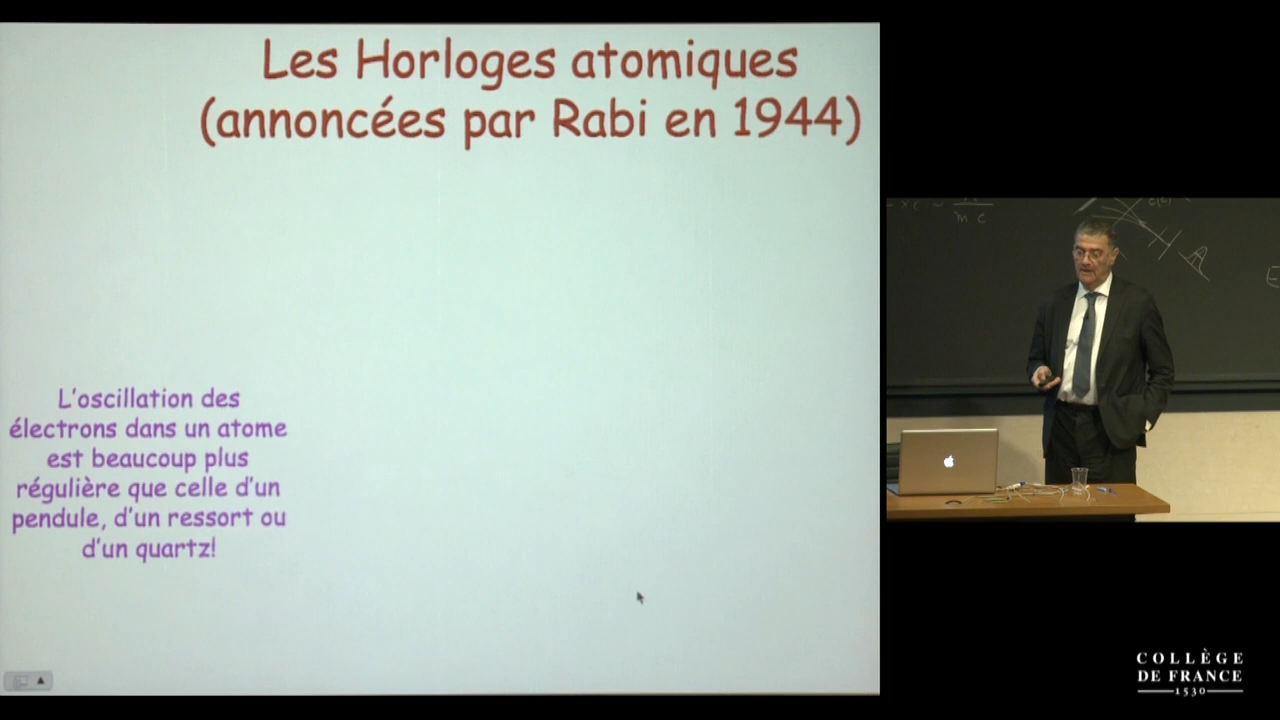 Les Horloges atomiques
(annoncées par Rabi en 1944)
L'oscillation des
électrons dans un atome
est beaucoup plus
régulière que celle d'un
pendule, d'un ressort ou
d'un quartz!
m c
COLLÈGE
DE FRANCE
1530